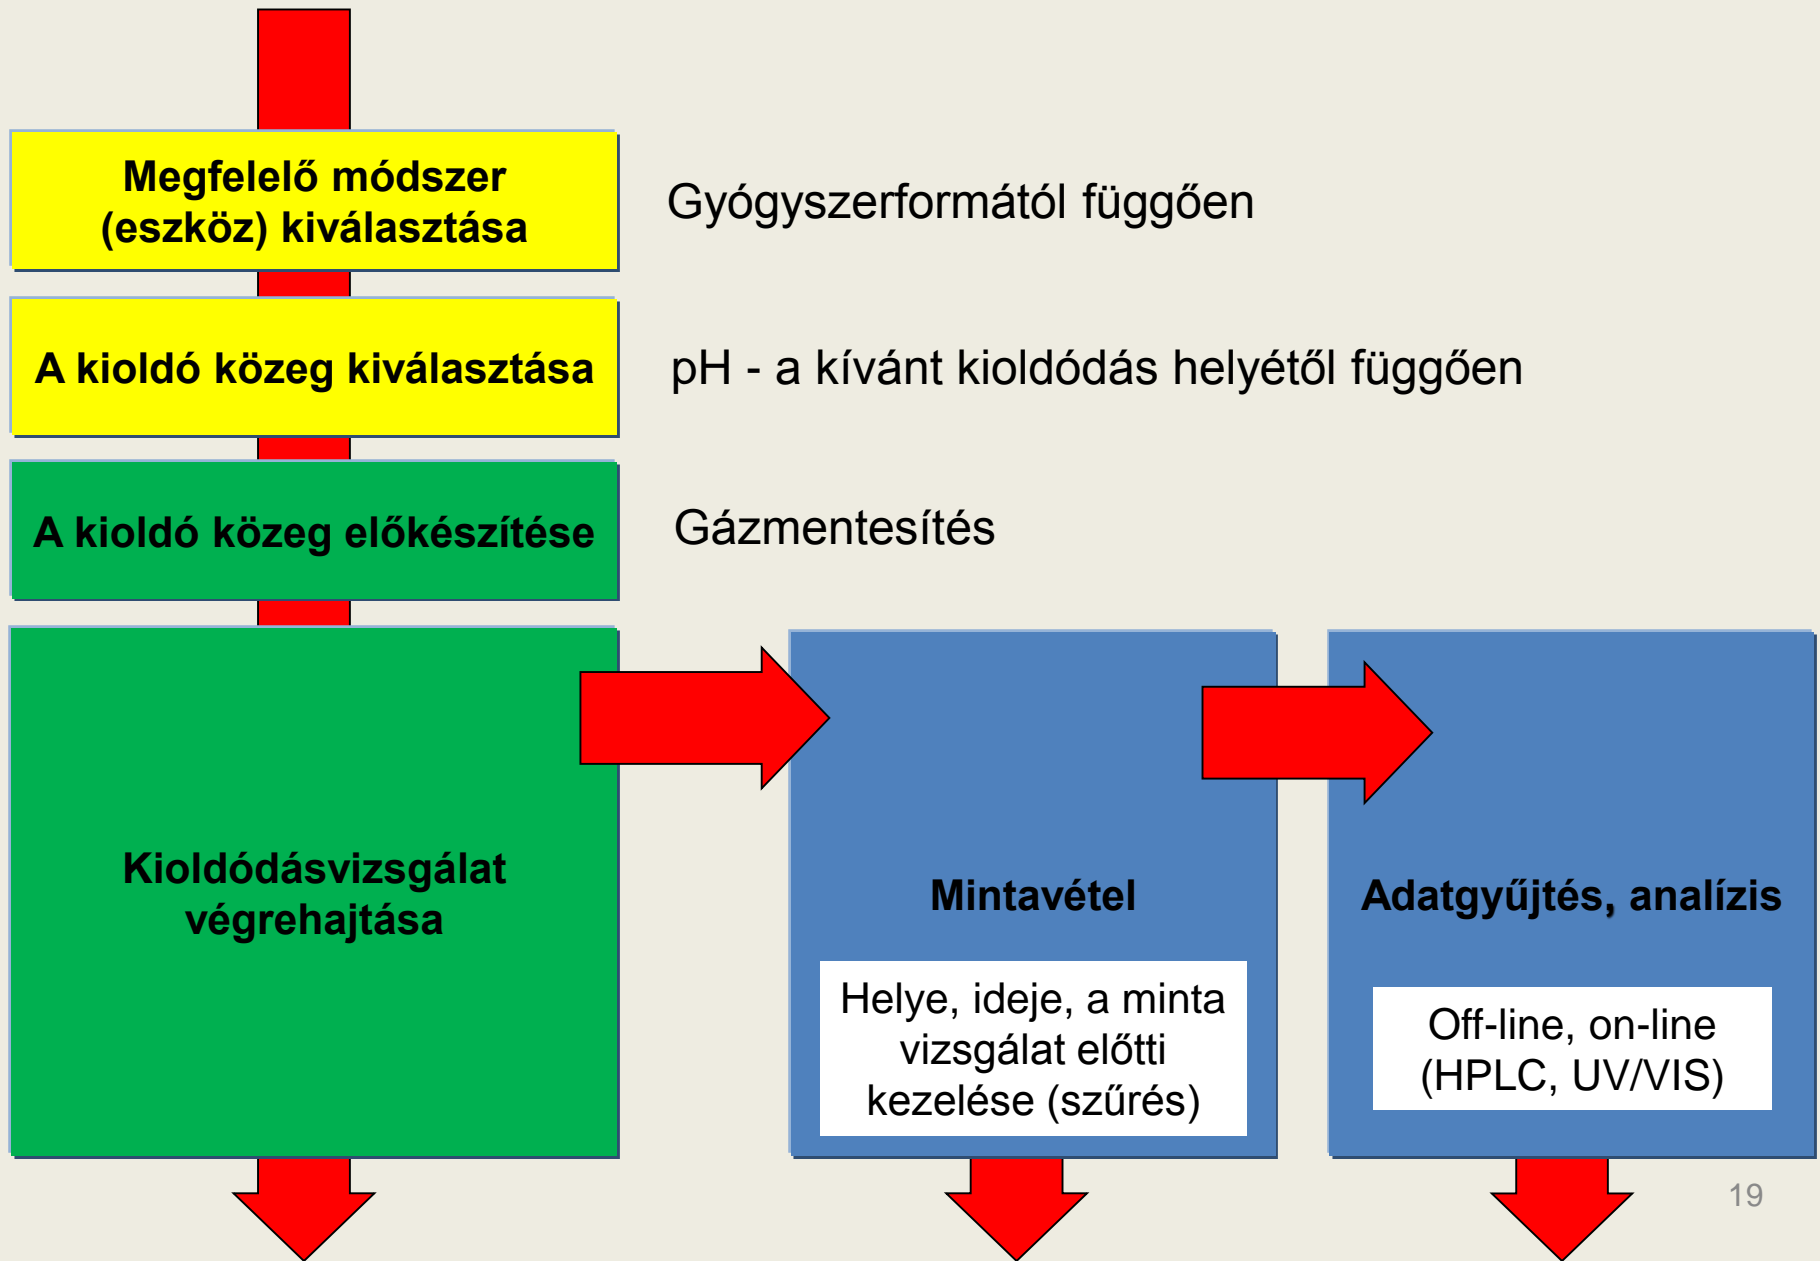 Megfelelő módszer
(eszköz) kiválasztása
Gyógyszerformától függően
A kioldó közeg kiválasztása
pH - a kívánt kioldódás helyétől függően
A kioldó közeg előkészítése
Gázmentesítés
Kioldódásvizsgálat
végrehajtása
Mintavétel
Helye, ideje, a minta
vizsgálat előtti
kezelése (szűrés)
Adatgyűjtés, analízis
Off-line, on-line
(HPLC, UV/VIS)
19